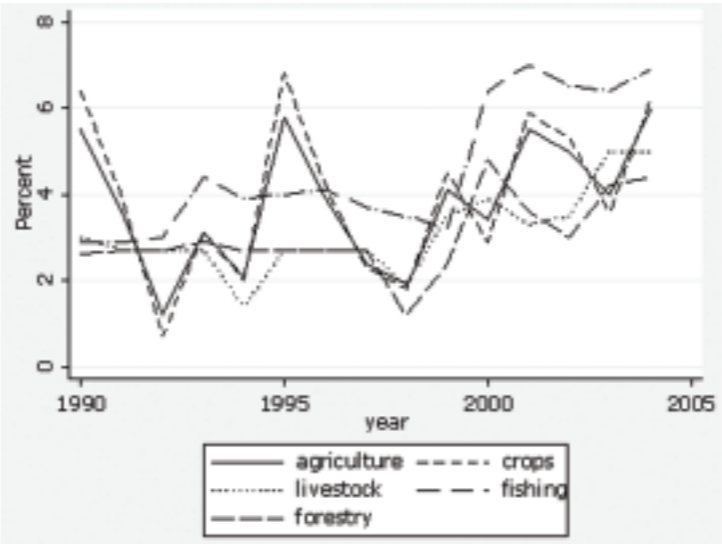 8
6
4
2
0
Percent
1990 1995 2000 2005
year
agriculture crops
livestock fishing
forestry